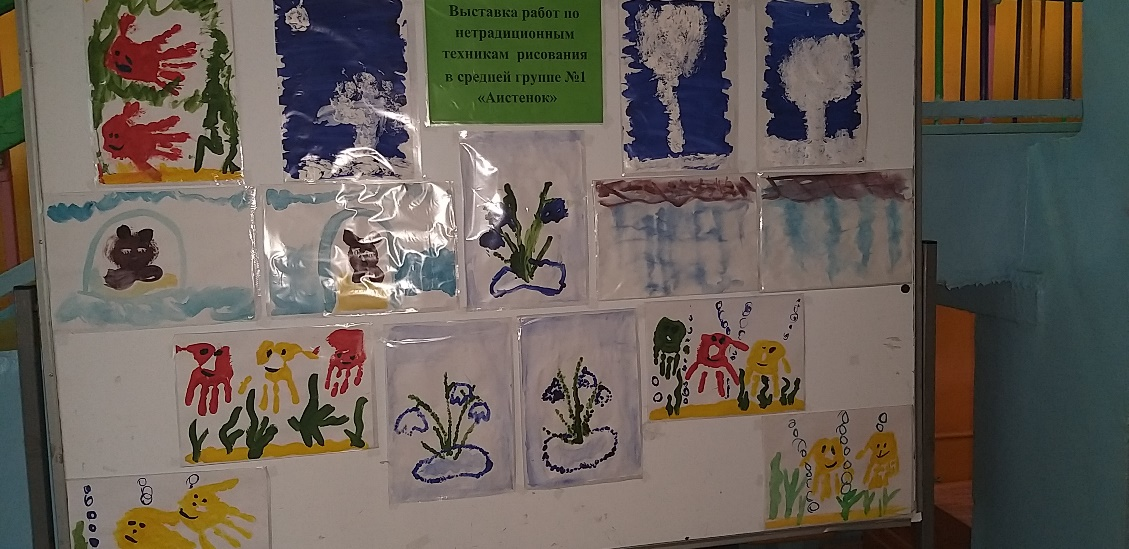 Выставка работ по
нетрадиционным
техникам рисования
в средней группе №1
«Аистенок»